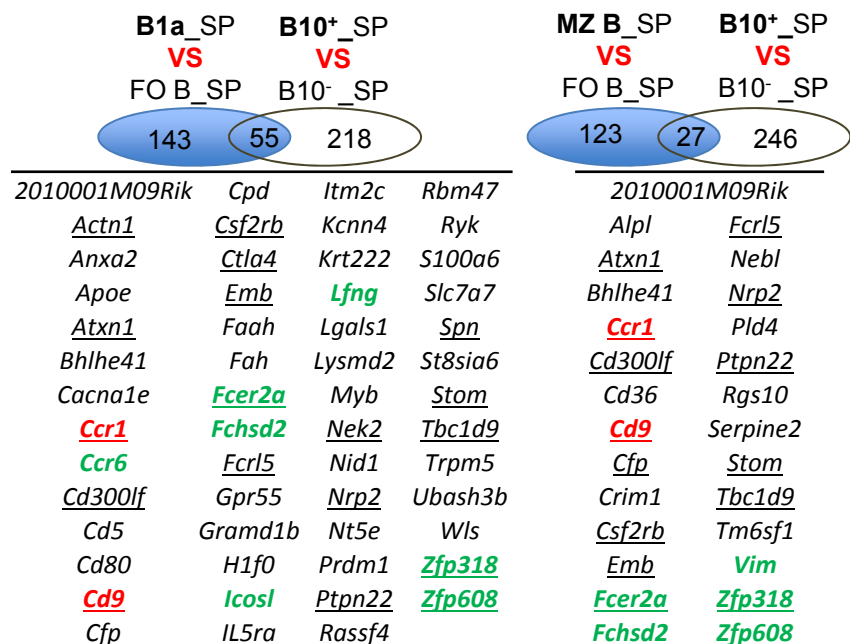 B1a_SP B10+_SP MZ B_SP B10+_SP
VS VS VS VS
FO B_SP B10- _SP FO B_SP B10- _SP
143 55 218 123 27 246
2010001M09Rik Cpd Itm2c Rbm47 2010001M09Rik
Actn1 Csf2rb Kcnn4 Ryk Alpl Fcrl5
Anxa2 Ctla4 Krt222 S100a6 Atxn1 Nebl
Apoe Emb Lfng Slc7a7 Bhlhe41 Nrp2
Atxn1 Faah Lgals1 Spn Ccr1 Pld4
Bhlhe41 Fah Lysmd2 St8sia6 Cd300lf Ptpn22
Cacna1e Fcer2a Myb Stom Cd36 Rgs10
Ccr1 Fchsd2 Nek2 Tbc1d9 Cd9 Serpine2
Ccr6 Fcrl5 Nid1 Trpm5 Cfp Stom
Cd300lf Gpr55 Nrp2 Ubash3b Crim1 Tbc1d9
Cd5 Gramd1b Nt5e Wls Csf2rb Tm6sf1
Cd80 H1f0 Prdm1 Zfp318 Emb Vim
Cd9 Icosl Ptpn22 Zfp608 Fcer2a Zfp318
Cfp IL5ra Rassf4 Fchsd2 Zfp608